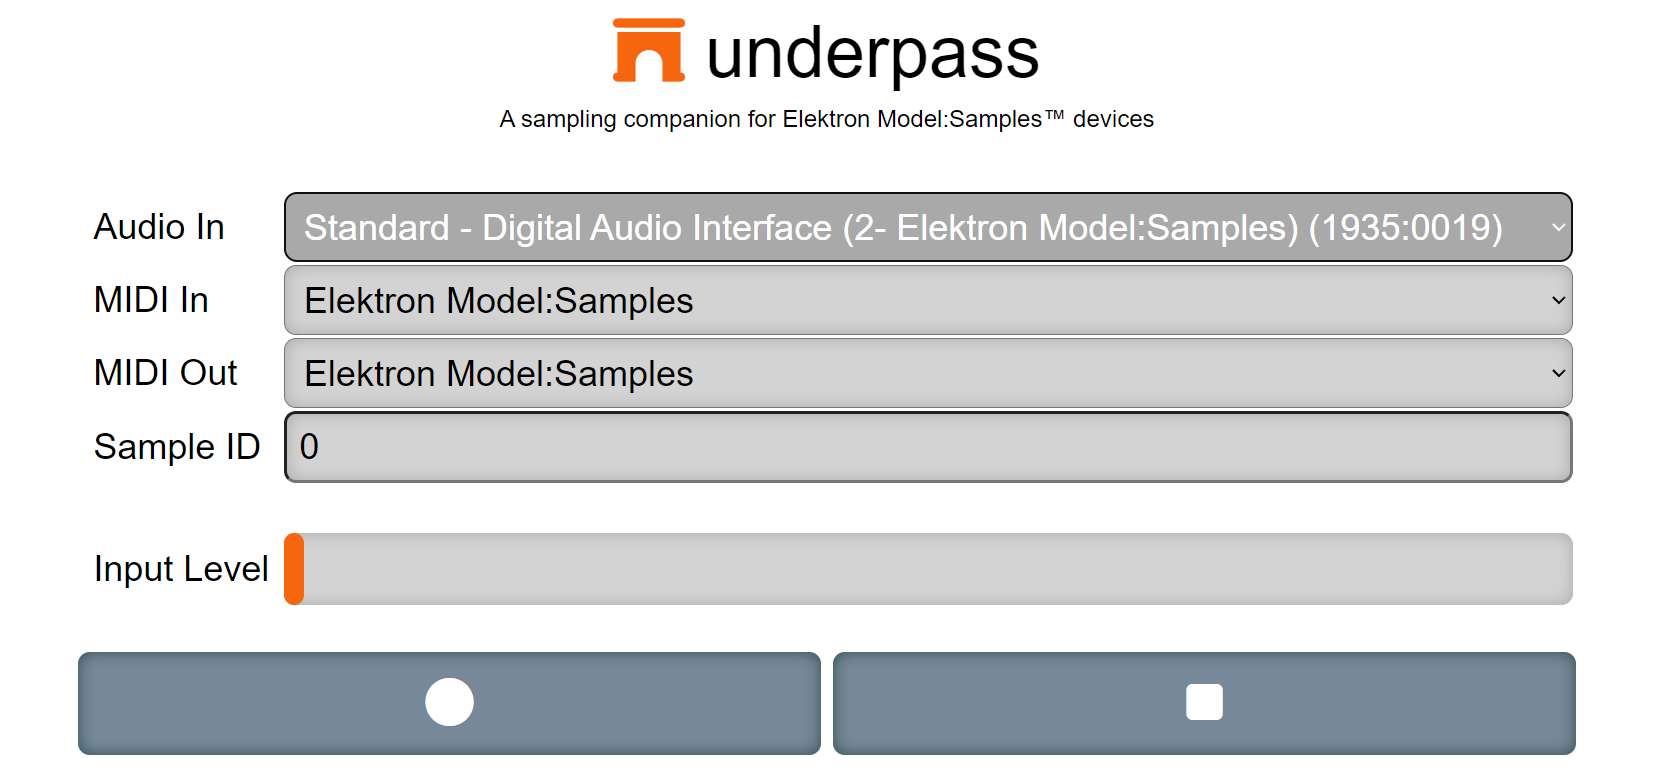 underpass
A sampling companion for Elektron Model:Samples™ devices
Audio In
Standard - Digital Audio Interface (2- Elektron Model:Samples) (1935:0019)
MIDI In
Elektron Model:Samples
MIDI Out
Elektron Model:Samples
Sample ID
0
Input Level